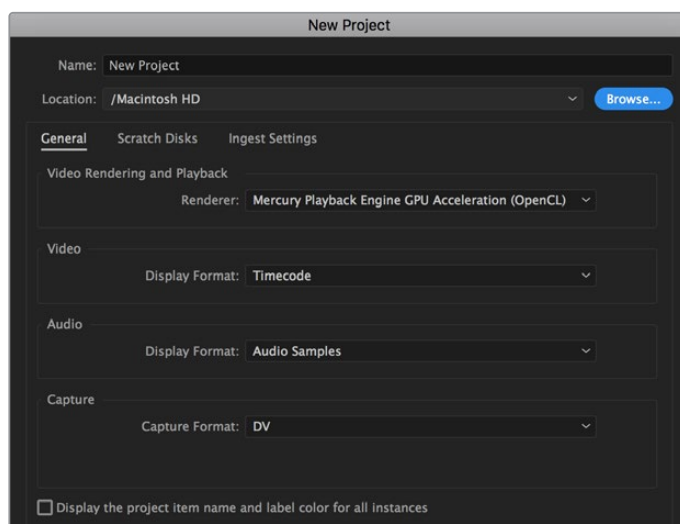 New Project
Name: New Project
Location: /Macintosh HD Browse...
General Scratch Disks Ingest Settings
Video Rendering and Playback
Renderer: Mercury Playback Engine GPU Acceleration (OpenCL)
Video
Display Format: Timecode
Audio
Display Format: Audio Samples
Capture
Capture Format: DV
Display the project item name and label color for all instances